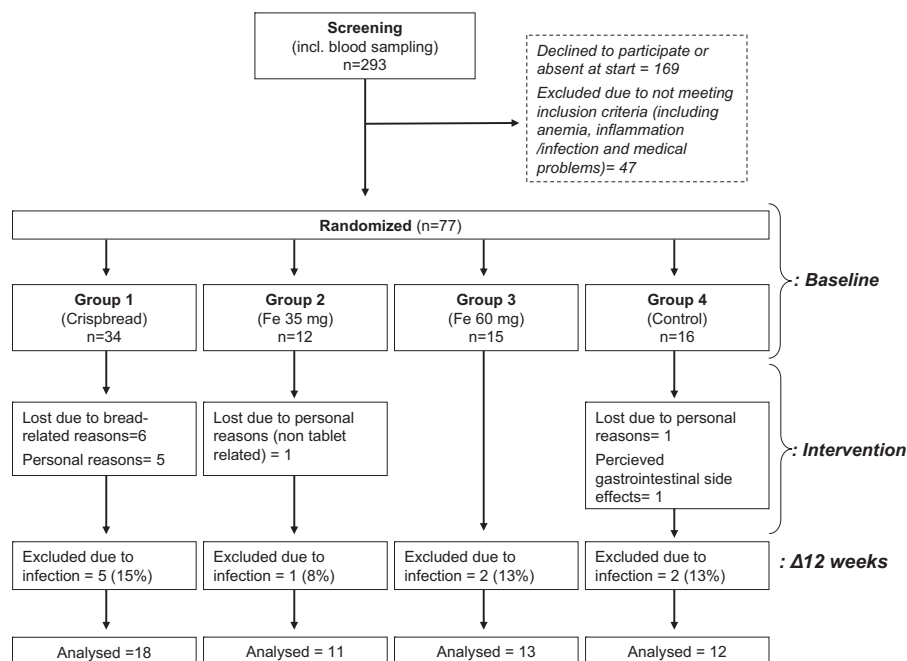 Screening
(incl. blood sampling)
n=293
Declined to participate or
absent at start = 169
Excluded due to not meeting
inclusion criteria (including
anemia, inflammation
/infection and medical
problems)= 47
Randomized (n=77)
: Baseline
Group 1
(Crispbread)
n=34
Group 2
(Fe 35 mg)
n=12
Group 3
(Fe 60 mg)
n=15
Group 4
(Control)
n=16
Lost due to bread-
related reasons=6
Personal reasons= 5
Lost due to personal
reasons (non tablet
related) = 1
Lost due to personal
reasons= 1
Percieved
gastrointestinal side
effects= 1
: Intervention
Excluded due to
infection = 5 (15%)
Excluded due to
infection = 1 (8%)
Excluded due to
infection = 2 (13%)
Excluded due to
infection = 2 (13%)
: Δ12 weeks
Analysed =18
Analysed = 11
Analysed = 13
Analysed = 12